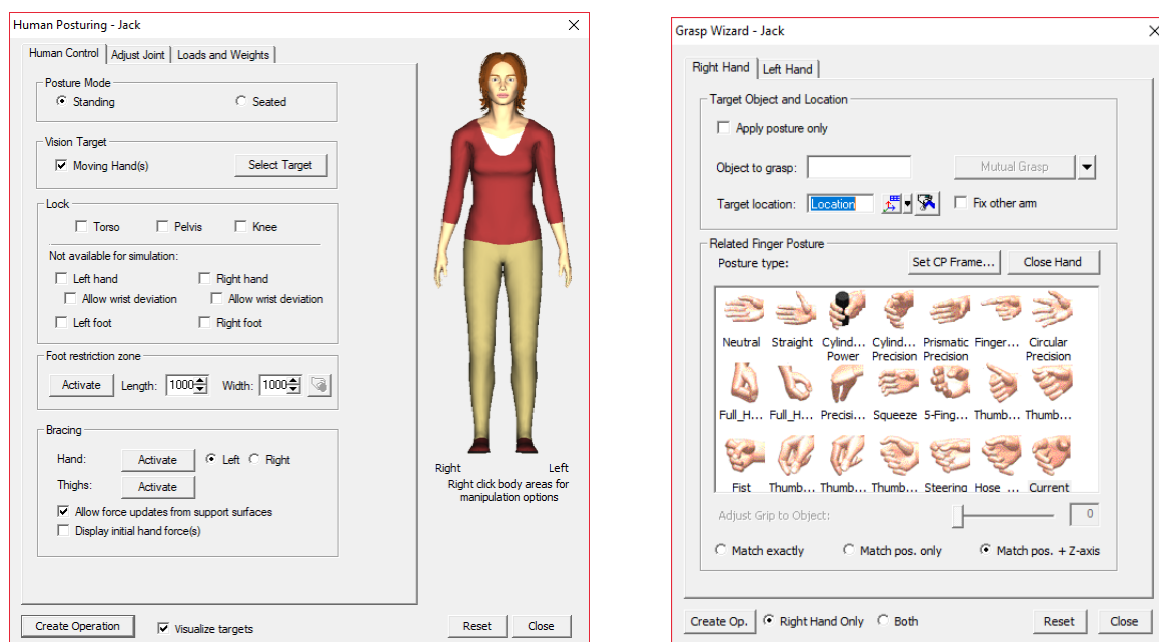 Human Posturing - Jack
Human Control
Adjust Joint
Loads and Weights
Posture Mode
Standing
Seated
Vision Target
Moving Hand(s)
Select Target
Lock
Torso
Pelvis
Knee
Not available for simulation:
Left hand
Right hand
Allow wrist deviation
Allow wrist deviation
Left foot
Right foot
Foot restriction zone
Activate
Length:
1000
Width:
1000
Bracing
Hand:
Activate
Left
Right
Thighs:
Activate
Allow force updates from support surfaces
Display initial hand force(s)
Right
Left
Right click body areas for
manipulation options
Create Operation
Visualize targets
Reset
Close
Grasp Wizard - Jack
Right Hand
Left Hand
Target Object and Location
Apply posture only
Object to grasp:
Mutual Grasp
Target location:
Location
Fix other arm
Related Finger Posture
Posture type:
Set CP Frame...
Close Hand
Neutral
Straight
Cylind...
Power
Cylind...
Precision
Prismatic
Precision
Finger...
Circular
Precision
Full_H...
Full_H...
Precisi...
Squeeze
5-Fing...
Thumb...
Thumb...
Fist
Thumb...
Thumb...
Thumb...
Steering
Hose ...
Current
Adjust Grip to Object:
0
Match exactly
Match pos. only
Match pos. + Z-axis
Create Op.
Right Hand Only
Both
Reset
Close